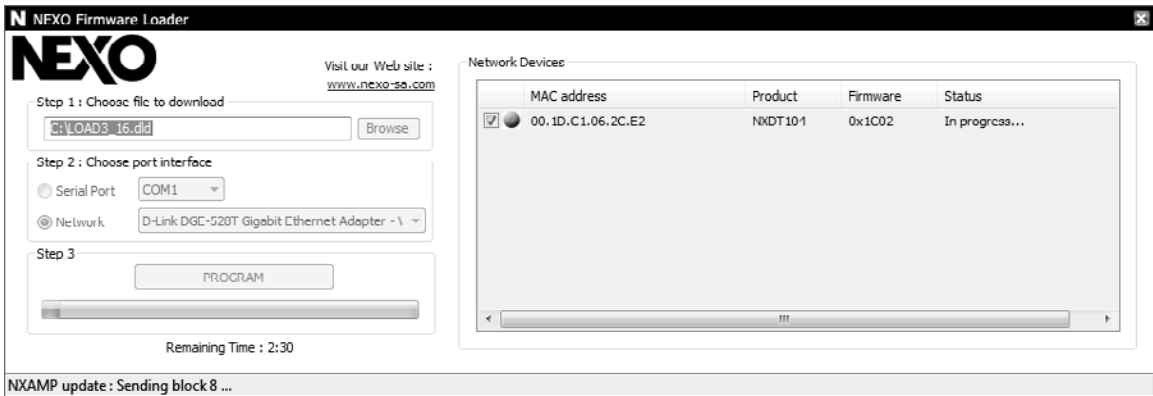 N NEXO Firmware Loader
NEXO
Visit our Web site :
www.nexo-sa.com
Step 1 : Choose file to download
C:\LOAD3_16.dld
Browse
Step 2 : Choose port interface
Serial Port
COM1
Network
D-Link DGE-528T Gigabit Ethernet Adapter - \
Step 3
PROGRAM
Remaining Time : 2:30
Network Devices
MAC address Product Firmware Status
00.1D.C1.06.2C.E2 NXDT104 0x1C02 In progress...
NXAMP update : Sending block 8 ...